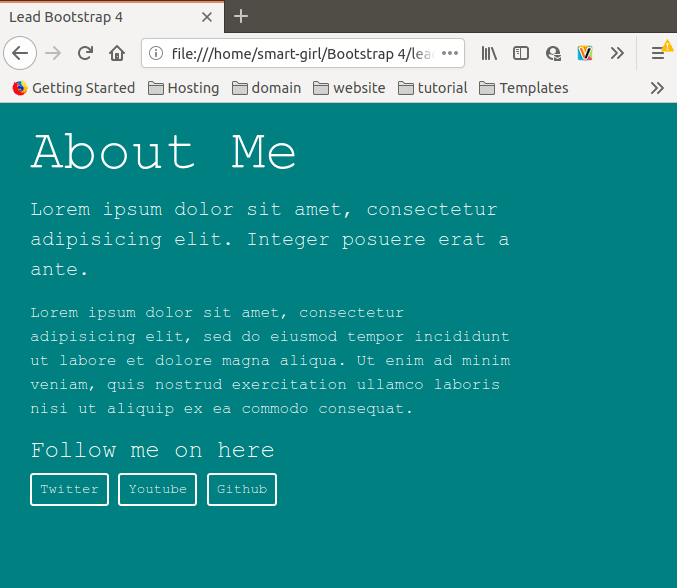 Lead Bootstrap 4
file:///home/smart-girl/Bootstrap 4/lea
Getting Started Hosting domain website tutorial Templates
About Me
Lorem ipsum dolor sit amet, consectetur
adipisicing elit. Integer posuere erat a
ante.
Lorem ipsum dolor sit amet, consectetur
adipisicing elit, sed do eiusmod tempor incididunt
ut labore et dolore magna aliqua. Ut enim ad minim
veniam, quis nostrud exercitation ullamco laboris
nisi ut aliquip ex ea commodo consequat.
Follow me on here
Twitter Youtube Github